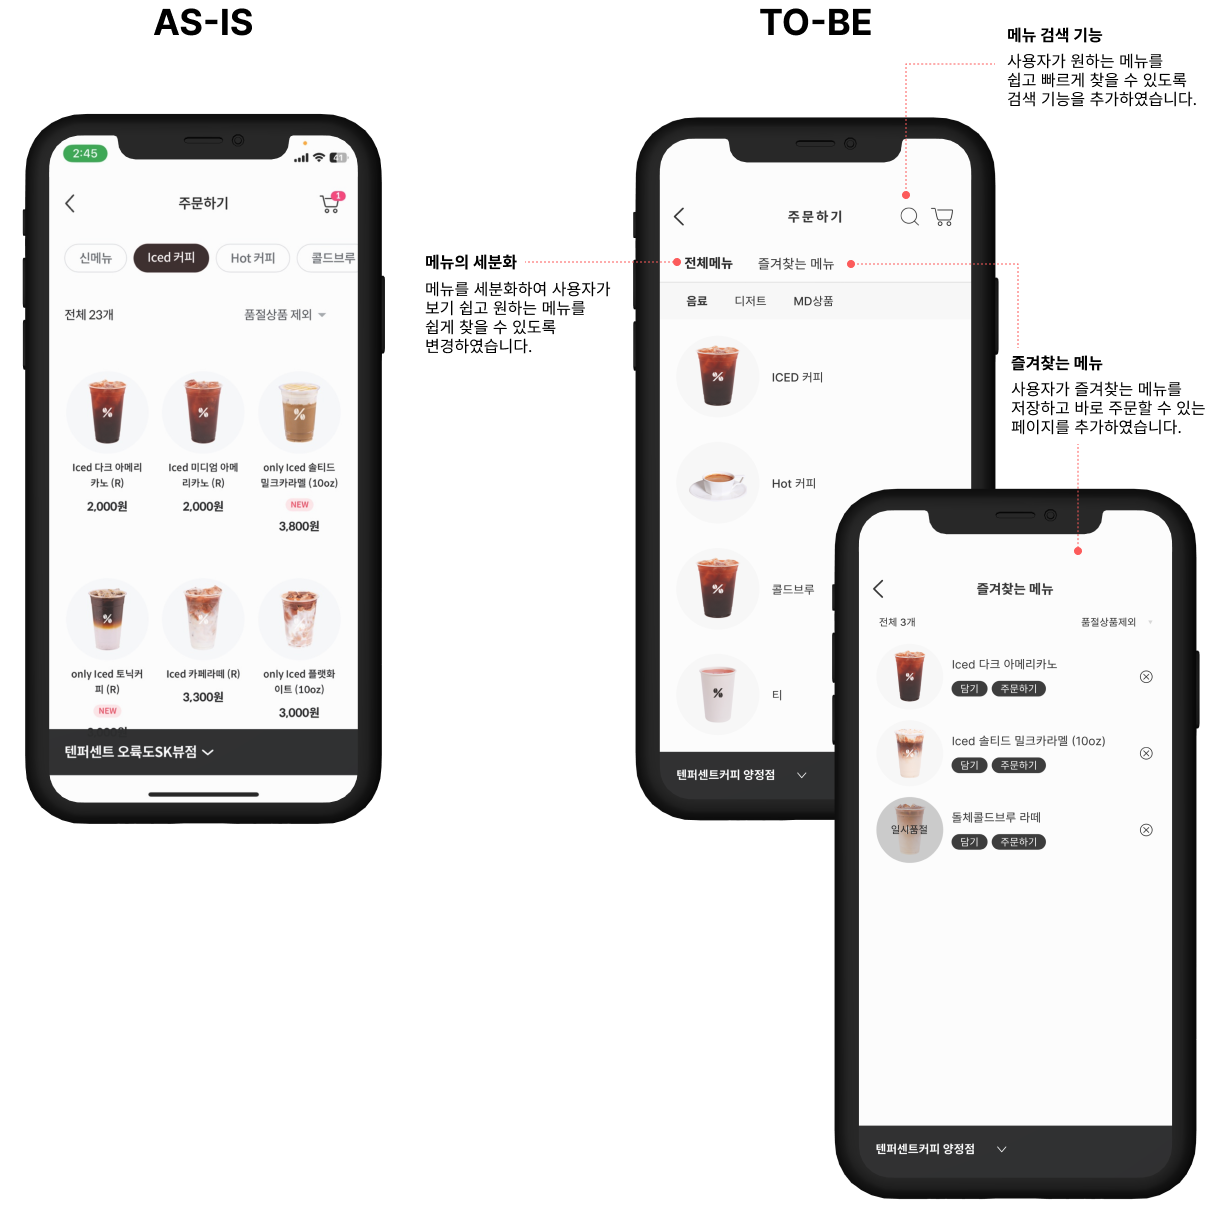 AS-IS
TO-BE
메뉴 검색 기능
사용자가 원하는 메뉴를
쉽고 빠르게 찾을 수 있도록
검색 기능을 추가하였습니다.
2:45
41
주문하기
1
신메뉴
Iced 커피
Hot 커피
콜드브루
전체 23개
품절상품 제외
%
%
%
Iced 다크 아메리
카노 (R)
2,000원
Iced 미디엄 아메
리카노 (R)
2,000원
only Iced 솔티드
밀크카라멜 (10oz)
NEW
3,800원
%
%
only Iced 토닉커
피 (R)
NEW
Iced 카페라떼 (R)
3,300원
only Iced 플랫화
이트 (10oz)
3,000원
텐퍼센트 오륙도SK뷰점
메뉴의 세분화
메뉴를 세분화하여 사용자가
보기 쉽고 원하는 메뉴를
쉽게 찾을 수 있도록
변경하였습니다.
주문하기
전체메뉴
즐겨찾는 메뉴
음료
디저트
MD상품
%
ICED 커피
Hot 커피
%
콜드브루
%
티
텐퍼센트커피 양정점
즐겨찾는 메뉴
사용자가 즐겨찾는 메뉴를
저장하고 바로 주문할 수 있는
페이지를 추가하였습니다.
즐겨찾는 메뉴
전체 3개
품절상품제외
%
Iced 다크 아메리카노
담기
주문하기
%
Iced 솔티드 밀크카라멜 (10oz)
담기
주문하기
일시품절
돌체콜드브루 라떼
담기
주문하기
텐퍼센트커피 양정점